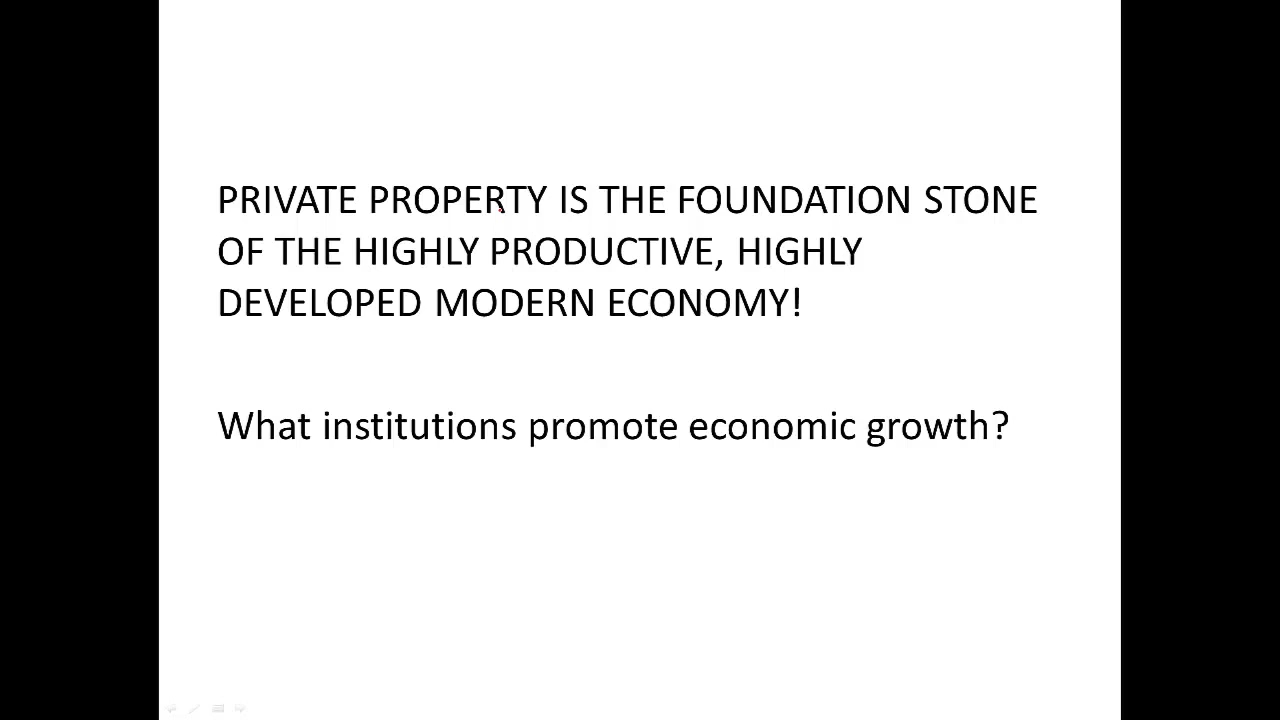 PRIVATE PROPERTY IS THE FOUNDATION STONE
OF THE HIGHLY PRODUCTIVE, HIGHLY
DEVELOPED MODERN ECONOMY!
What institutions promote economic growth?